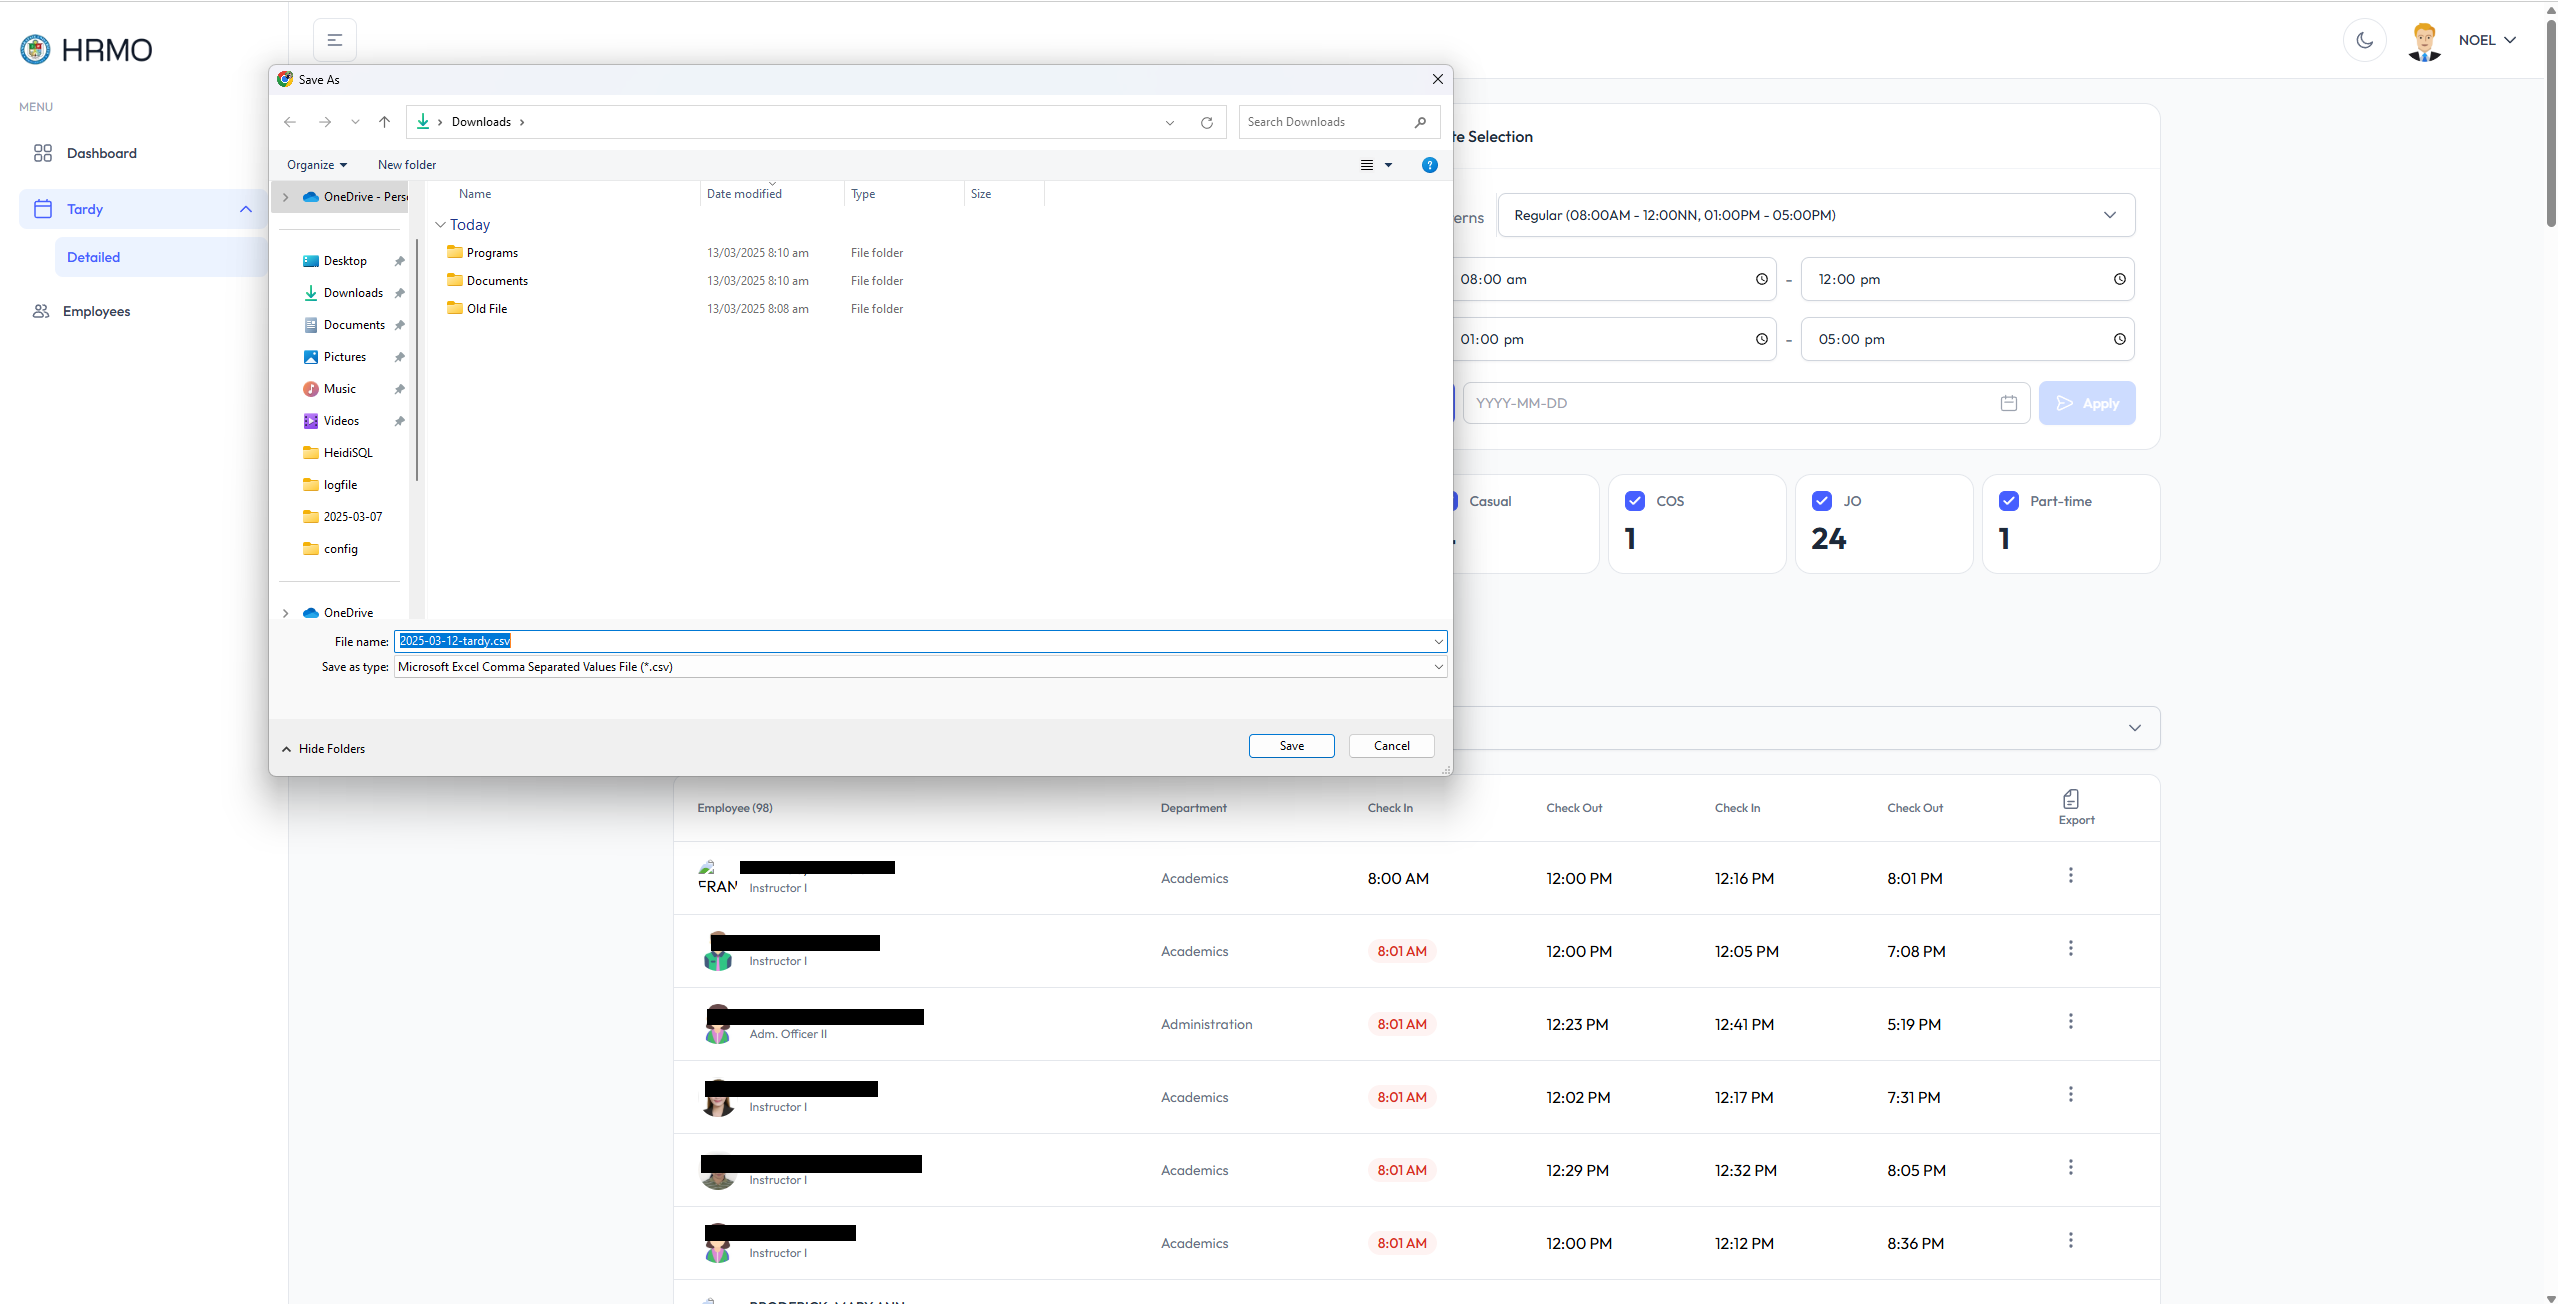 HRMO
MENU
Dashboard
Tardy
Detailed
Employees
NOEL
Save As
Downloads
Search Downloads
Organize
New folder
OneDrive - Pers
Desktop
Downloads
Documents
Pictures
Music
Videos
HeidiSQL
logfile
2025-03-07
config
OneDrive
Name Date modified Type Size
Today
Programs 13/03/2025 8:10 am File folder
Documents 13/03/2025 8:10 am File folder
Old File 13/03/2025 8:08 am File folder
File name: 2025-03-12-tardy.csv
Save as type: Microsoft Excel Comma Separated Values File (*.csv)
Hide Folders
Save Cancel
te Selection
erns Regular (08:00AM - 12:00NN, 01:00PM - 05:00PM)
08:00 am - 12:00 pm
01:00 pm - 05:00 pm
YYYY-MM-DD Apply
Casual
COS
1
JO
24
Part-time
1
Employee (98) Department Check In Check Out Check In Check Out Export
FRAN
Instructor I Academics 8:00 AM 12:00 PM 12:16 PM 8:01 PM
Instructor I Academics 8:01 AM 12:00 PM 12:05 PM 7:08 PM
Adm. Officer II Administration 8:01 AM 12:23 PM 12:41 PM 5:19 PM
Instructor I Academics 8:01 AM 12:02 PM 12:17 PM 7:31 PM
Instructor I Academics 8:01 AM 12:29 PM 12:32 PM 8:05 PM
Instructor I Academics 8:01 AM 12:00 PM 12:12 PM 8:36 PM